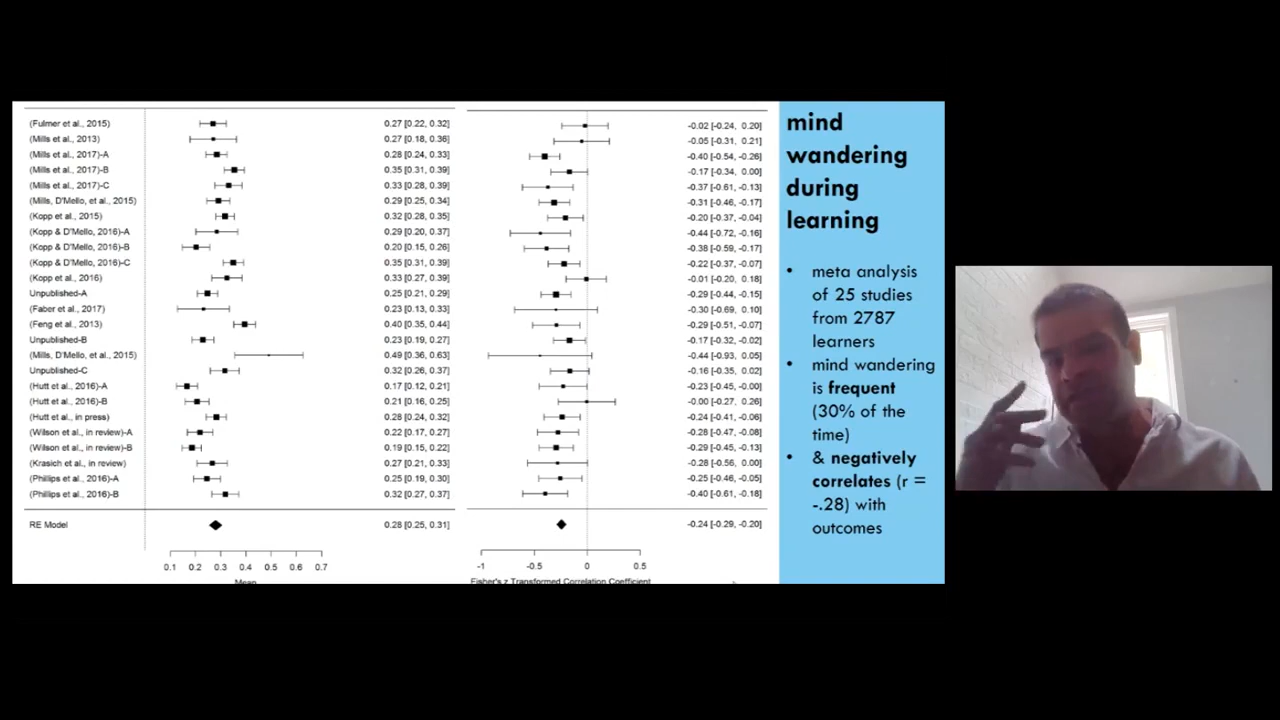 (Fulmer et al., 2015) 0.27 [0.22, 0.32] -0.02 [-0.24, 0.20]
(Mills et al., 2013) 0.27 [0.18, 0.36] -0.05 [-0.31, 0.21]
(Mills et al., 2017)-A 0.28 [0.24, 0.33] -0.40 [-0.54, -0.26]
(Mills et al., 2017)-B 0.35 [0.31, 0.39] -0.17 [-0.34, 0.00]
(Mills et al., 2017)-C 0.33 [0.28, 0.39] -0.37 [-0.61, -0.13]
(Mills, D'Mello, et al., 2015) 0.29 [0.25, 0.34] -0.31 [-0.46, -0.17]
(Kopp et al., 2015) 0.32 [0.28, 0.35] -0.20 [-0.37, -0.04]
(Kopp & D'Mello, 2016)-A 0.29 [0.20, 0.37] -0.44 [-0.72, -0.16]
(Kopp & D'Mello, 2016)-B 0.20 [0.15, 0.26] -0.38 [-0.59, -0.17]
(Kopp & D'Mello, 2016)-C 0.35 [0.31, 0.39] -0.22 [-0.37, -0.07]
(Kopp et al., 2016) 0.33 [0.27, 0.39] -0.01 [-0.20, 0.18]
Unpublished-A 0.25 [0.21, 0.29] -0.29 [-0.44, -0.15]
(Faber et al., 2017) 0.23 [0.13, 0.33] -0.30 [-0.69, 0.10]
(Feng et al., 2013) 0.40 [0.35, 0.44] -0.29 [-0.51, -0.07]
Unpublished-B 0.23 [0.19, 0.27] -0.17 [-0.32, -0.02]
(Mills, D'Mello, et al., 2015) 0.49 [0.36, 0.63] -0.44 [-0.93, 0.05]
Unpublished-C 0.32 [0.26, 0.37] -0.16 [-0.35, 0.02]
(Hutt et al., 2016)-A 0.17 [0.12, 0.21] -0.23 [-0.45, -0.00]
(Hutt et al., 2016)-B 0.21 [0.16, 0.25] -0.00 [-0.27, 0.26]
(Hutt et al., in press) 0.28 [0.24, 0.32] -0.24 [-0.41, -0.06]
(Wilson et al., in review)-A 0.22 [0.17, 0.27] -0.28 [-0.47, -0.08]
(Wilson et al., in review)-B 0.19 [0.15, 0.22] -0.29 [-0.45, -0.13]
(Krasich et al., in review) 0.27 [0.21, 0.33] -0.28 [-0.56, 0.00]
(Phillips et al., 2016)-A 0.25 [0.19, 0.30] -0.25 [-0.46, -0.05]
(Phillips et al., 2016)-B 0.32 [0.27, 0.37] -0.40 [-0.61, -0.18]
RE Model 0.28 [0.25, 0.31] -0.24 [-0.29, -0.20]
0.1 0.2 0.3 0.4 0.5 0.6 0.7
Mean
-1 -0.5 0 0.5
Fisher's z Transformed Correlation Coefficient
mind
wandering
during
learning
• meta analysis
of 25 studies
from 2787
learners
• mind wandering
is frequent
(30% of the
time)
• & negatively
correlates (r =
-.28) with
outcomes